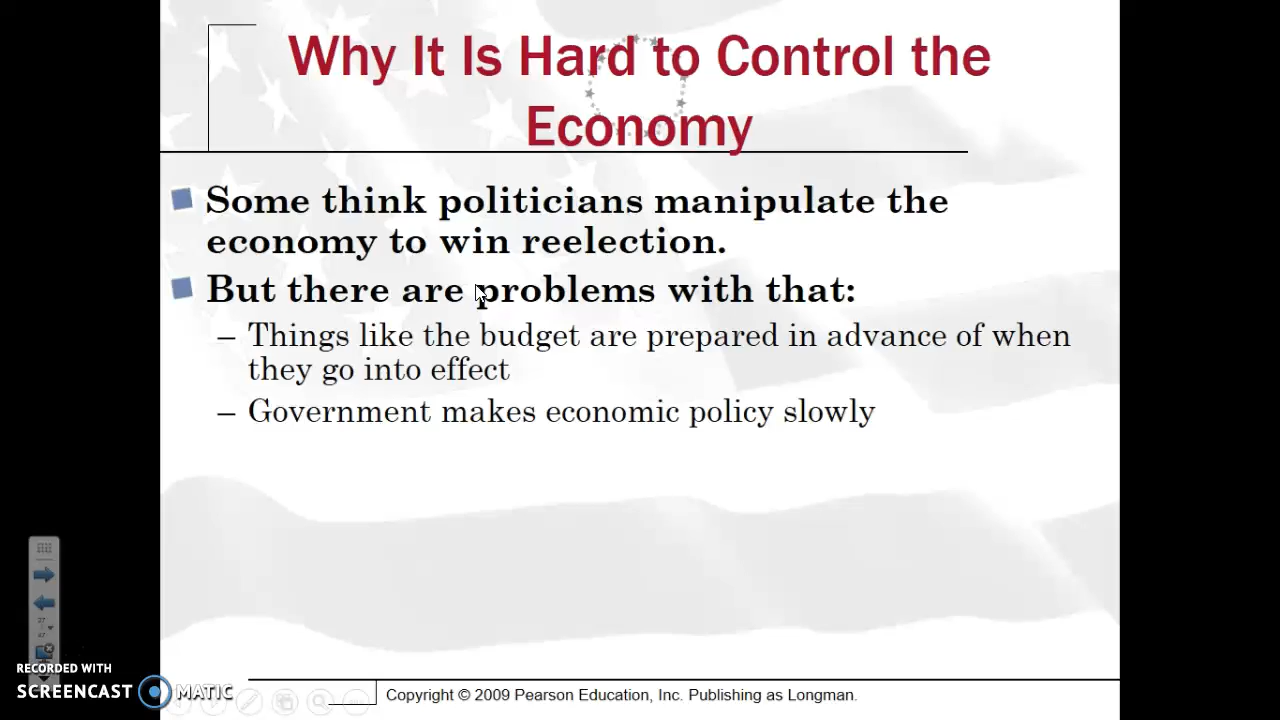 Why It Is Hard to Control the
Economy
Some think politicians manipulate the
economy to win reelection.
But there are problems with that:
– Things like the budget are prepared in advance of when
they go into effect
– Government makes economic policy slowly
27
47
RECORDED WITH
SCREENCAST MATIC
Copyright © 2009 Pearson Education, Inc. Publishing as Longman.